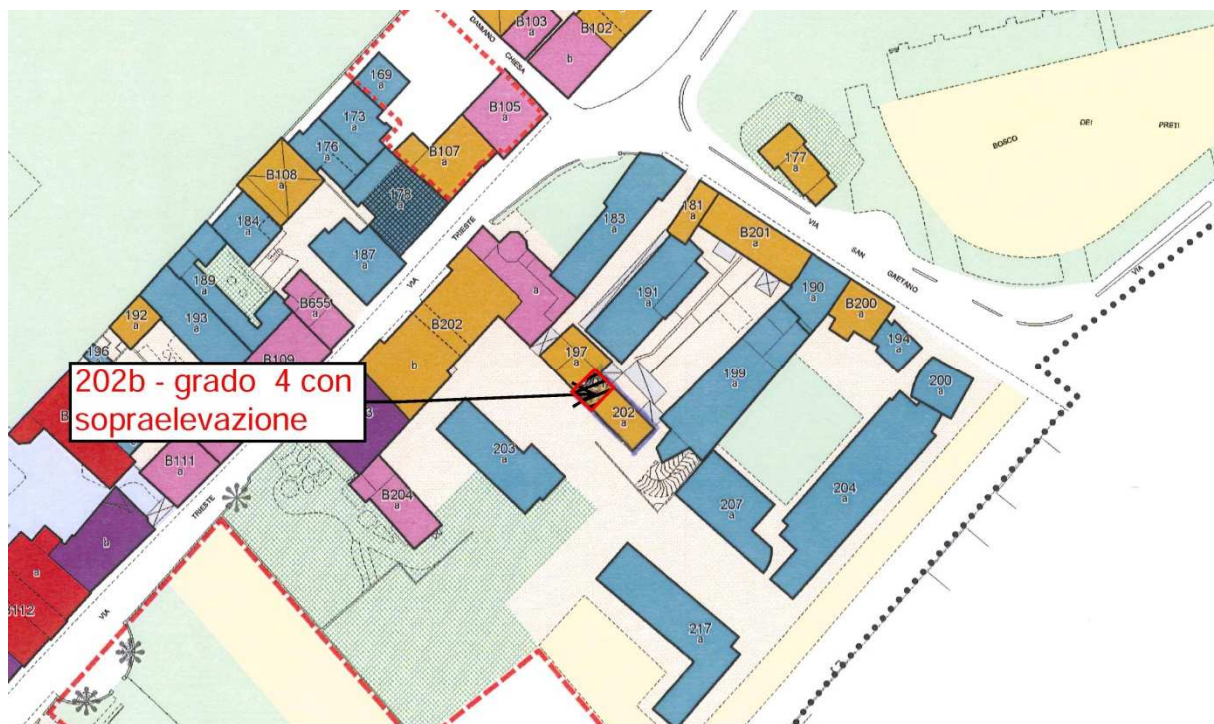 B103
a
B102
b
DAMIANO
CHIESA
169
a
173
a
B105
a
176
a
B107
a
B108
a
178
a
177
a
BOSCO
DEI
PRETI
VIA
184
a
187
a
TRIESTE
183
a
181
a
B201
a
VIA
SAN
GAETANO
189
a
VIA
a
191
a
190
a
B200
a
192
a
193
a
B655
a
B202
194
a
196
B109
b
197
a
199
a
200
a
202b - grado 4 con
sopraelevazione
202
a
B111
a
203
a
B204
a
TRIESTE
207
a
204
a
b
a
B112
VIA
217
a